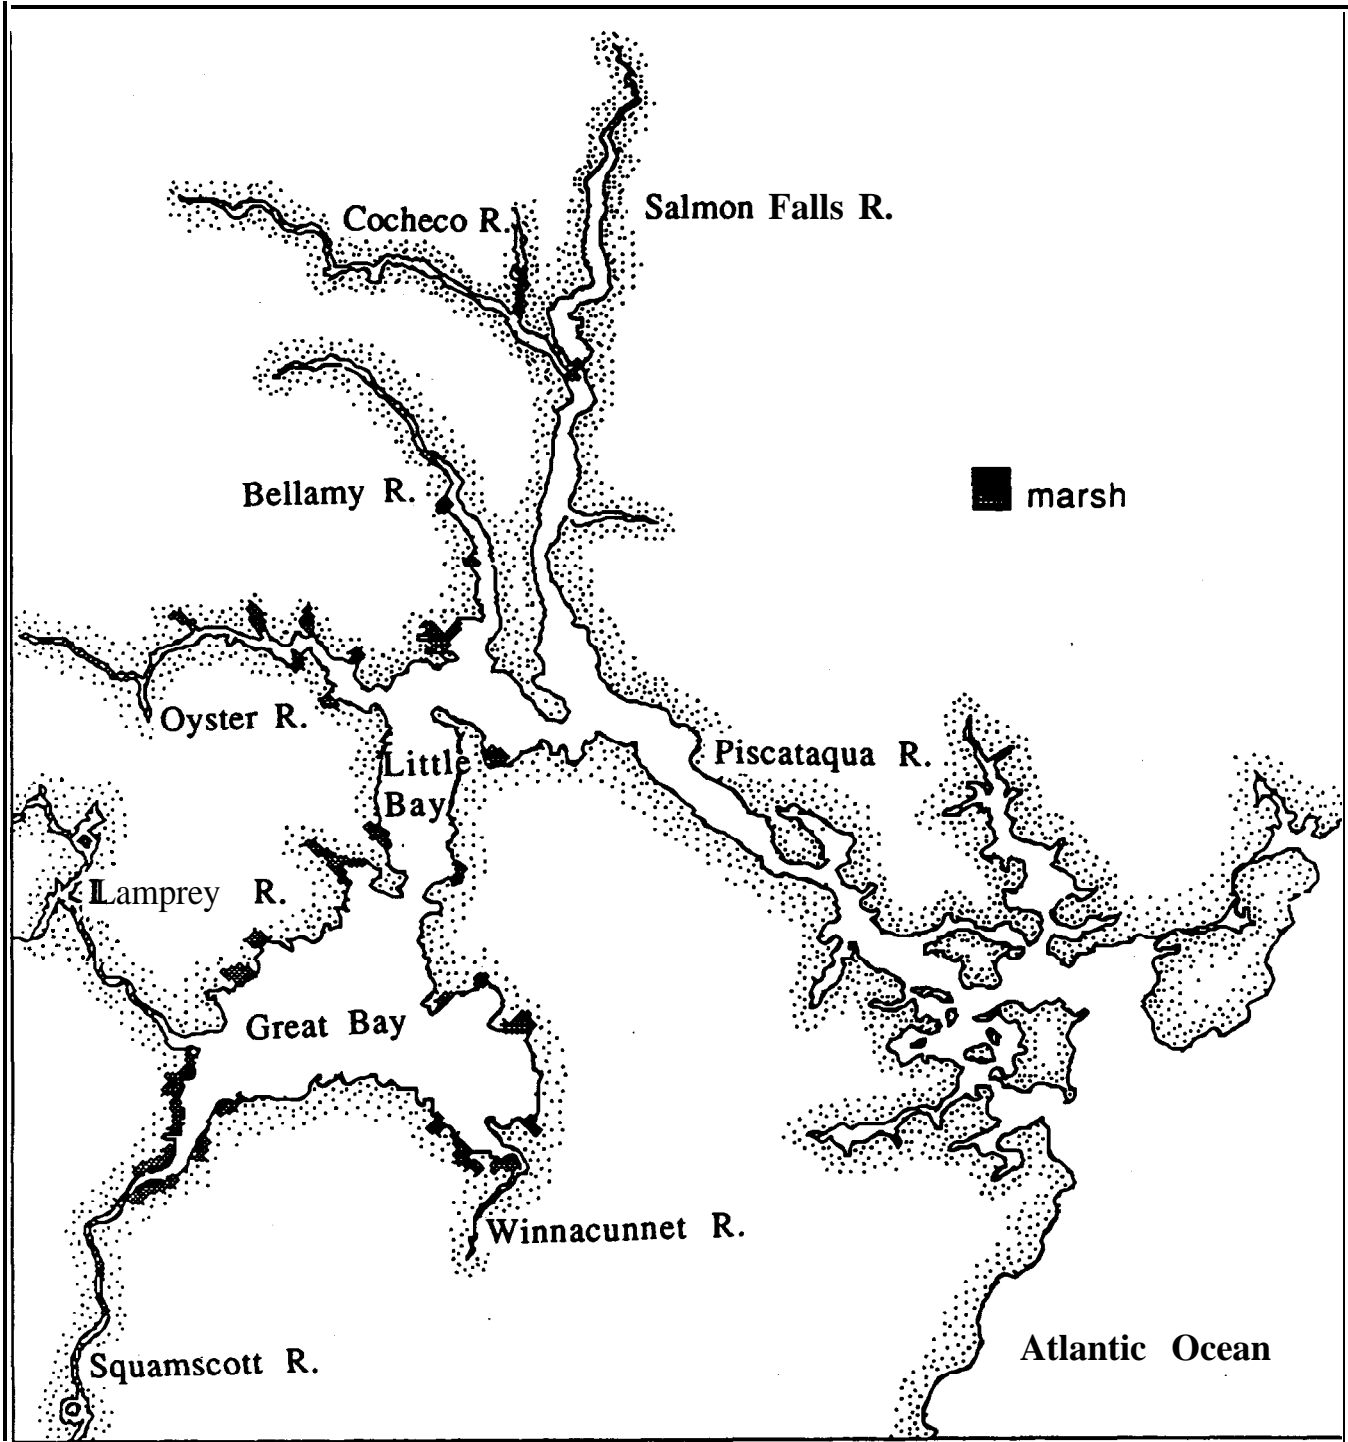 Salmon Falls R.
Cocheco R.
Bellamy R.
marsh
Oyster R.
Little
Bay
Piscataqua R.
Lamprey R.
Great Bay
Winnacunnet R.
Squamscott R.
Atlantic Ocean